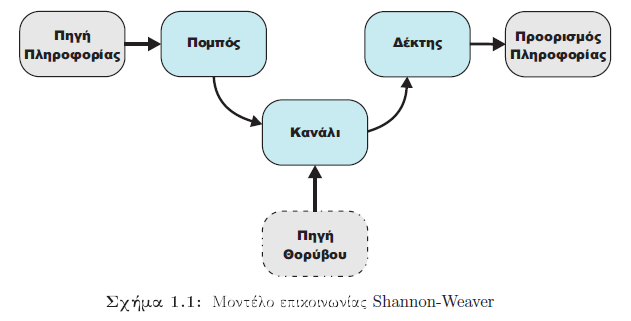 Πηγή
Πληροφορίας
Πομπός
Δέκτης
Προορισμός
Πληροφορίας
Κανάλι
Πηγή
Θορύβου
Σχήμα 1.1: Μοντέλο επικοινωνίας Shannon-Weaver